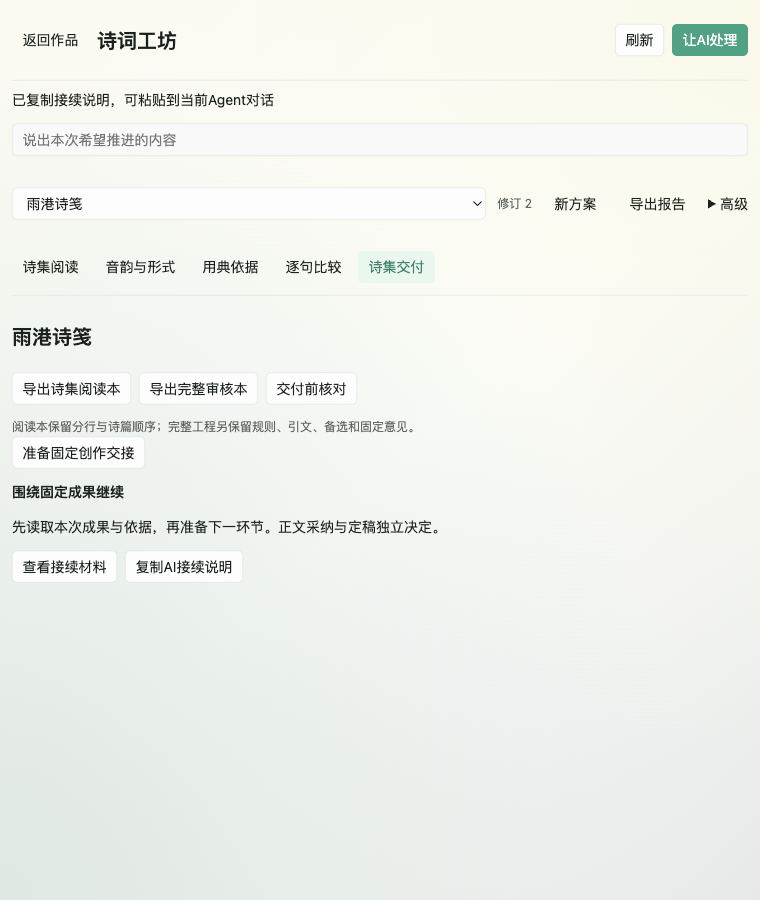 返回作品 诗词工坊 刷新 让AI处理
已复制接续说明，可粘贴到当前Agent对话
说出本次希望推进的内容
雨港诗笺 修订 2 新方案 导出报告 ▶ 高级
诗集阅读 音韵与形式 用典依据 逐句比较 诗集交付
雨港诗笺
导出诗集阅读本 导出完整审核本 交付前核对
阅读本保留分行与诗篇顺序；完整工程另保留规则、引文、备选和固定意见。
准备固定创作交接
围绕固定成果继续
先读取本次成果与依据，再准备下一环节。正文采纳与定稿独立决定。
查看接续材料 复制AI接续说明